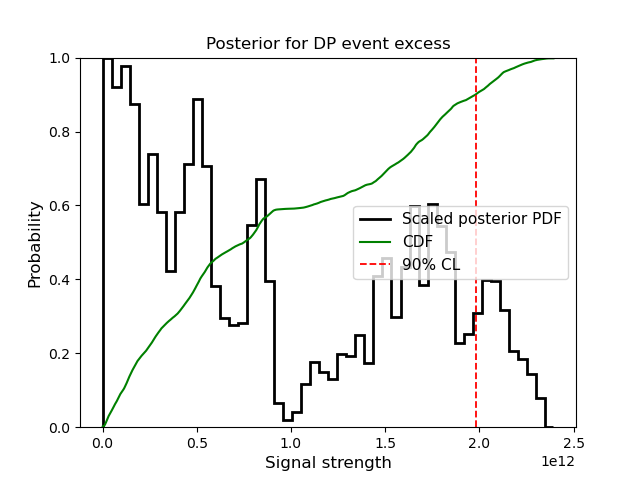 Posterior for DP event excess
1.0
0.8
0.6
0.4
0.2
0.0
Probability
Scaled posterior PDF
CDF
90% CL
0.0 0.5 1.0 1.5 2.0 2.5
1e12
Signal strength